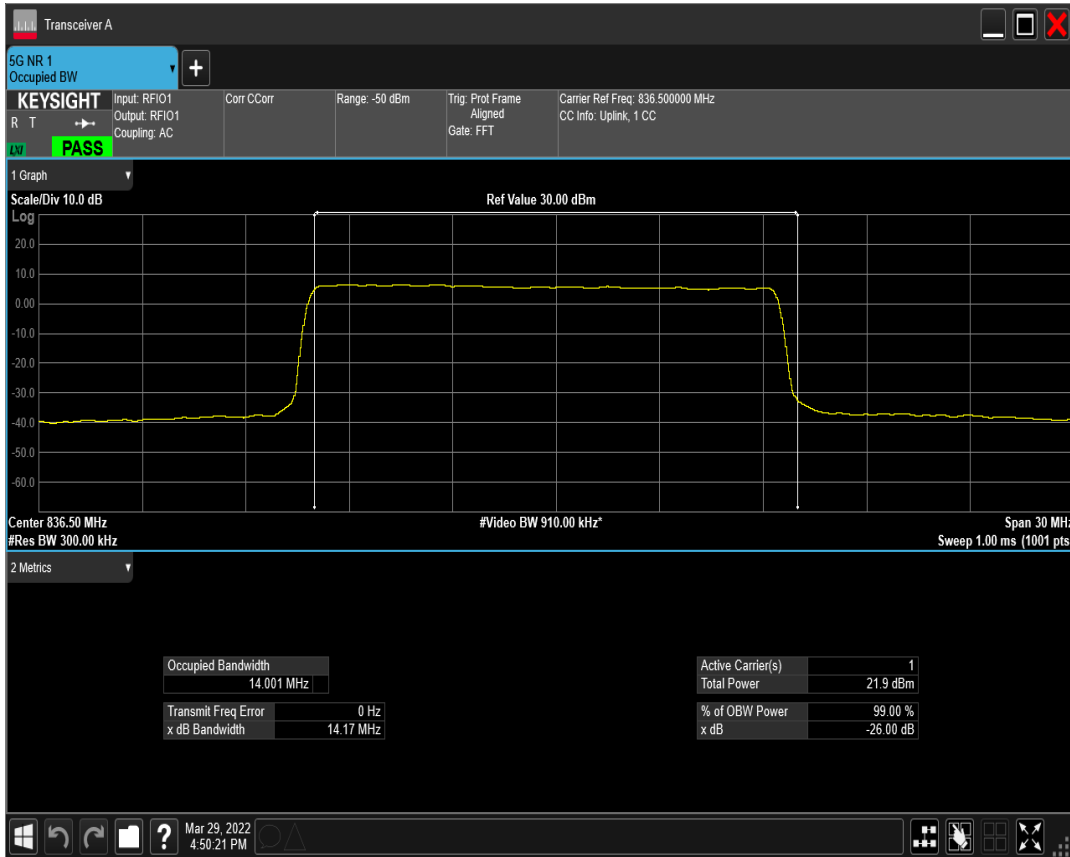 Transceiver A
5G NR 1
Occupied BW
KEYSIGHT
R T
LXI
PASS
Input: RFIO1
Output: RFIO1
Coupling: AC
Corr CCorr
Range: -50 dBm
Trig: Prot Frame
Aligned
Gate: FFT
Carrier Ref Freq: 836.500000 MHz
CC Info: Uplink, 1 CC
1 Graph
Scale/Div 10.0 dB
Ref Value 30.00 dBm
Log
20.0
10.0
0.00
-10.0
-20.0
-30.0
-40.0
-50.0
-60.0
Center 836.50 MHz
#Video BW 910.00 kHz*
Span 30 MHz
#Res BW 300.00 kHz
Sweep 1.00 ms (1001 pts
2 Metrics
Occupied Bandwidth
14.001 MHz
Transmit Freq Error 0 Hz
x dB Bandwidth 14.17 MHz
Active Carrier(s) 1
Total Power 21.9 dBm
% of OBW Power 99.00 %
x dB -26.00 dB
?
Mar 29, 2022
4:50:21 PM